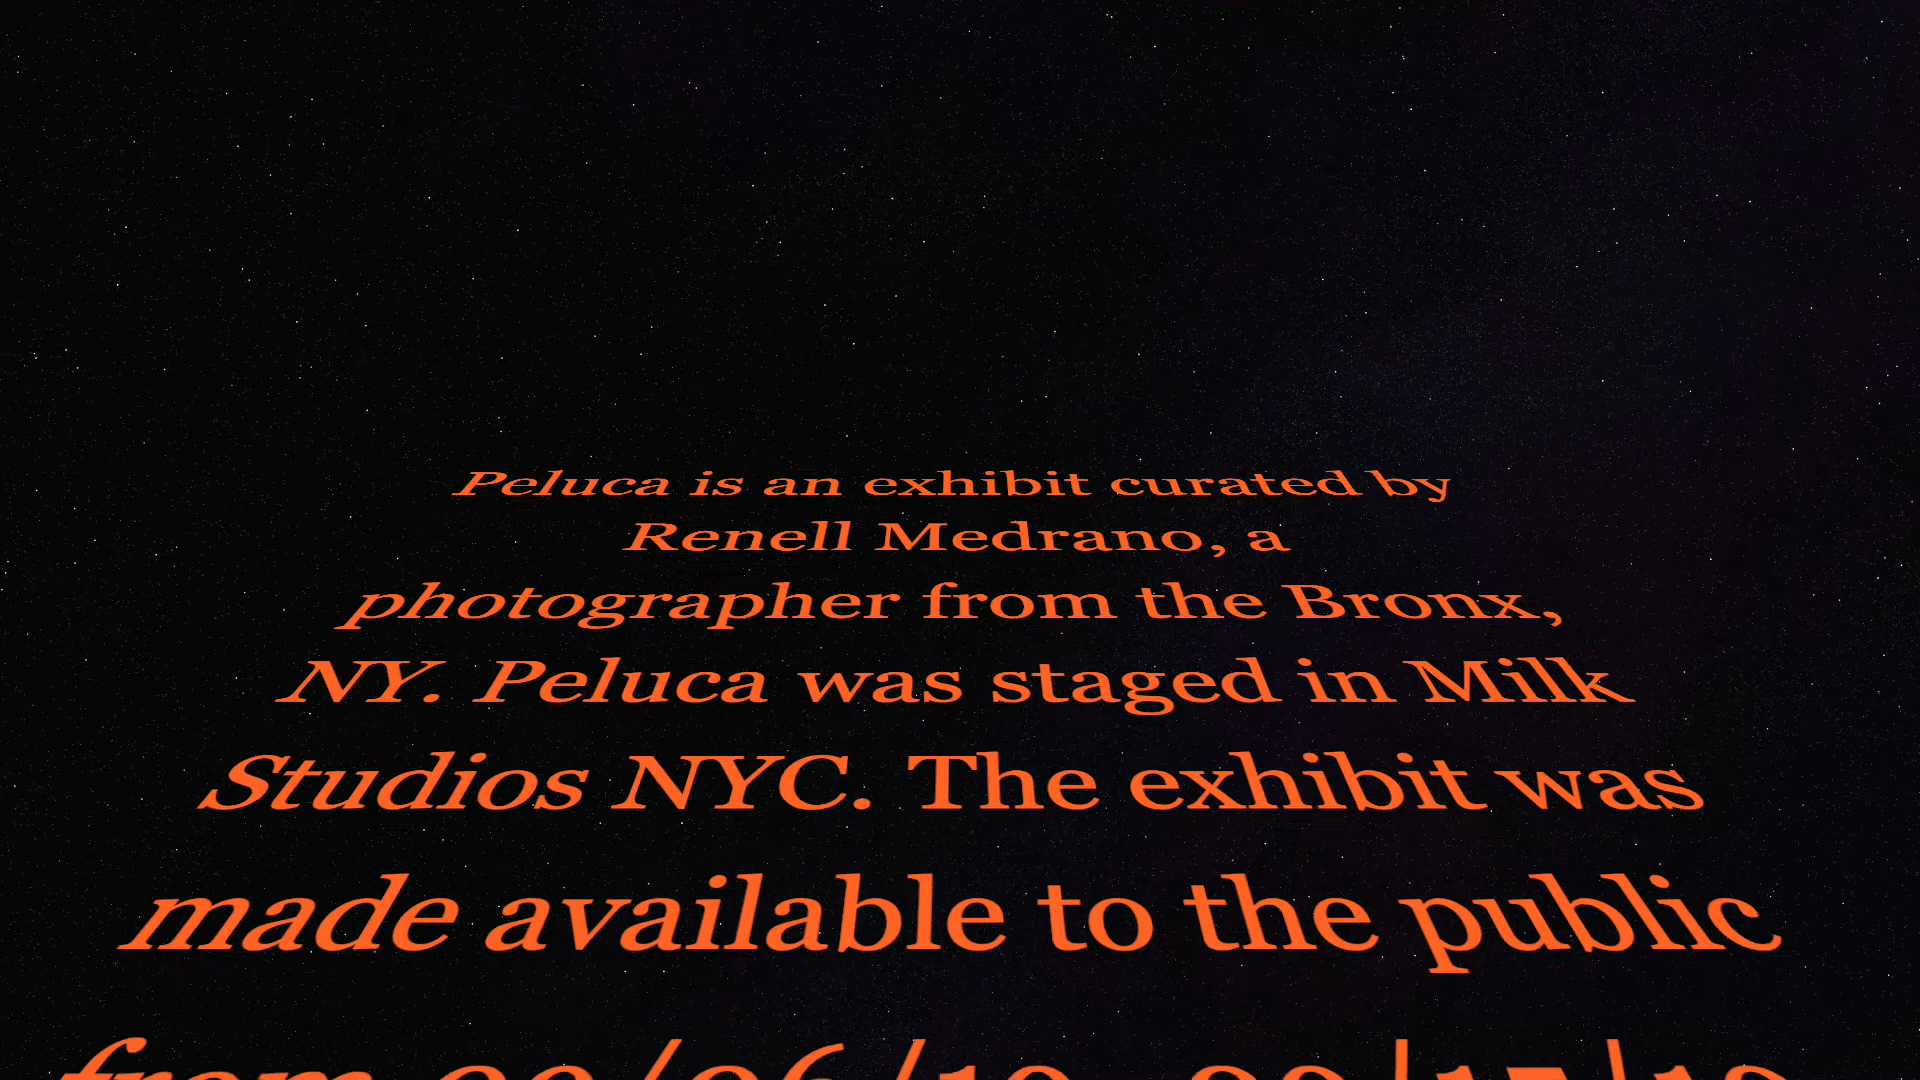 Peluca is an exhibit curated by
Renell Medrano, a
photographer from the Bronx,
NY. Peluca was staged in Milk
Studios NYC. The exhibit was
made available to the public
from